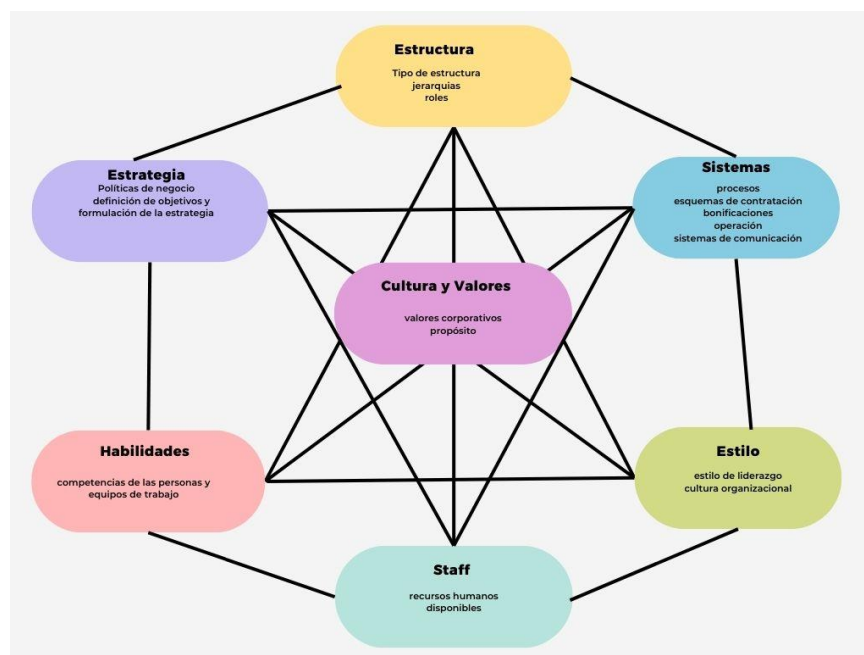 Estructura
Tipo de estructura
jerarquias
roles
Estrategia
Políticas de negocio
definición de objetivos y
formulación de la estrategia
Sistemas
procesos
esquemas de contratación
bonificaciones
operación
sistemas de comunicación
Cultura y Valores
valores corporativos
propósito
Habilidades
competencias de las personas y
equipos de trabajo
Estilo
estilo de liderazgo
cultura organizacional
Staff
recursos humanos
disponibles